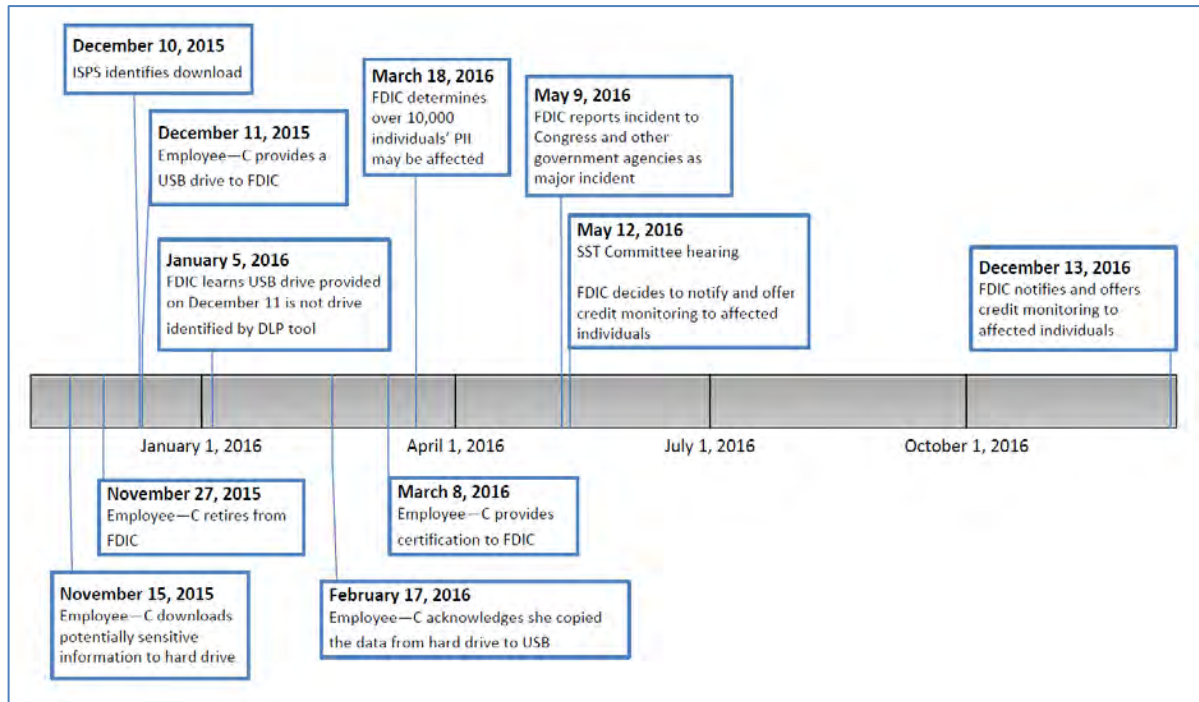 December 10, 2015
ISPS identifies download
December 11, 2015
Employee—C provides a
USB drive to FDIC
January 5, 2016
FDIC learns USB drive provided
on December 11 is not drive
identified by DLP tool
March 18, 2016
FDIC determines
over 10,000
individuals' PII
may be affected
May 9, 2016
FDIC reports incident to
Congress and other
government agencies as
major incident
May 12, 2016
SST Committee hearing
FDIC decides to notify and offer
credit monitoring to affected
individuals
December 13, 2016
FDIC notifies and offers
credit monitoring to
affected individuals
January 1, 2016
April 1, 2016
July 1, 2016
October 1, 2016
November 27, 2015
Employee—C retires from
FDIC
March 8, 2016
Employee—C provides
certification to FDIC
November 15, 2015
Employee—C downloads
potentially sensitive
information to hard drive
February 17, 2016
Employee—C acknowledges she copied
the data from hard drive to USB